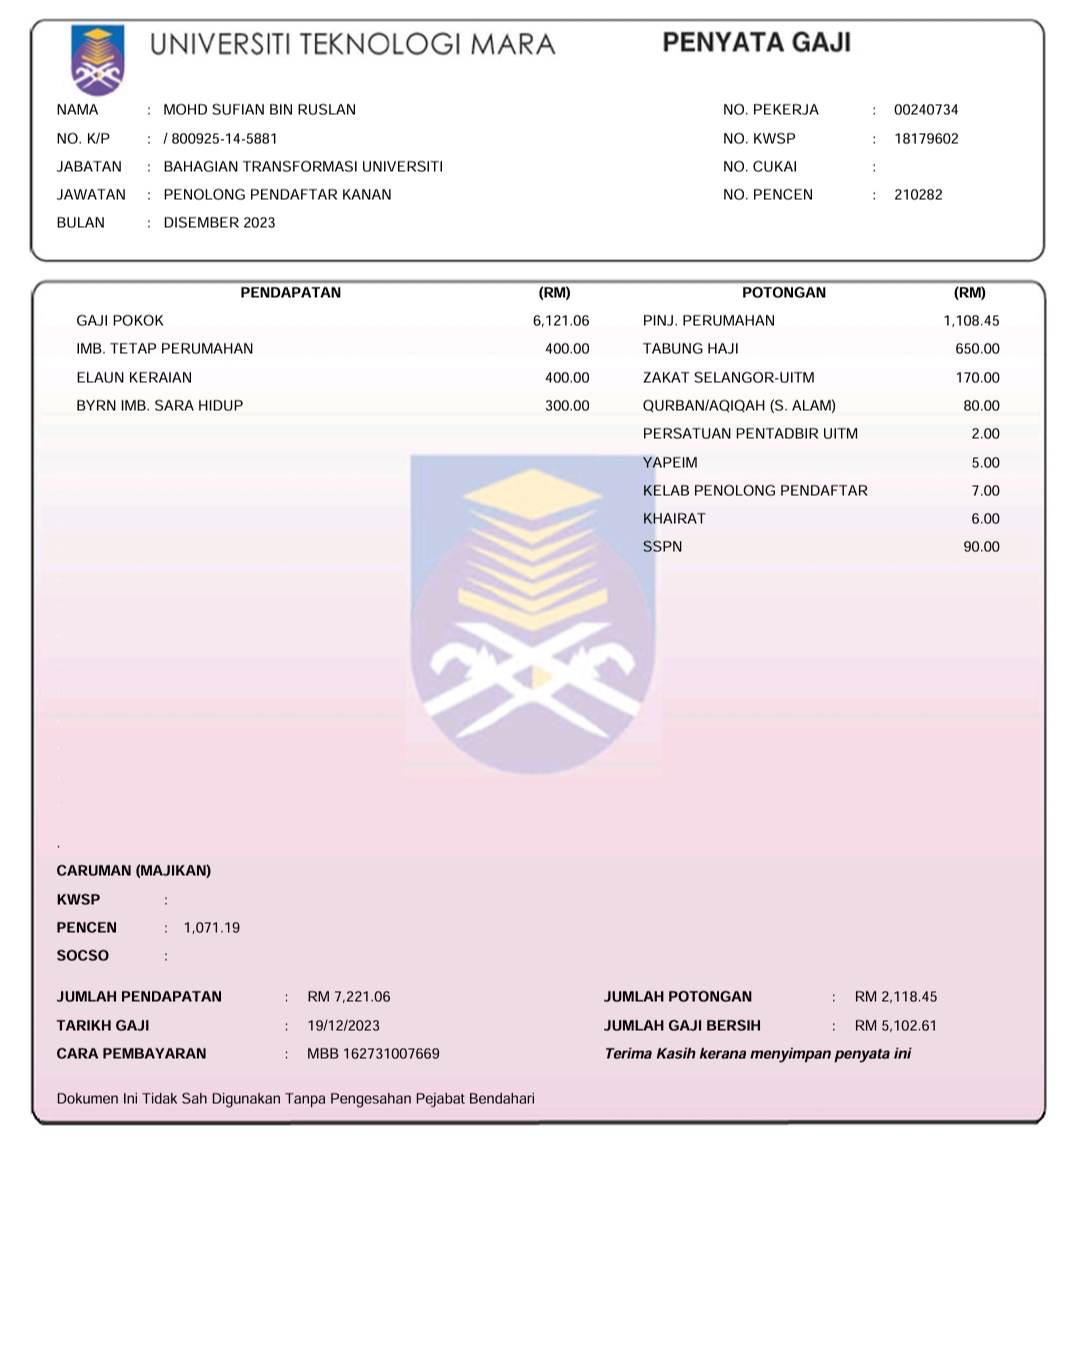 UNIVERSITI TEKNOLOGI MARA PENYATA GAJI
NAMA : MOHD SUFIAN BIN RUSLAN NO. PEKERJA : 00240734
NO. K/P : / 800925-14-5881 NO. KWSP : 18179602
JABATAN : BAHAGIAN TRANSFORMASI UNIVERSITI NO. CUKAI :
JAWATAN : PENOLONG PENDAFTAR KANAN NO. PENCEN : 210282
BULAN : DISEMBER 2023
PENDAPATAN (RM) POTONGAN (RM)
GAJI POKOK 6,121.06 PINJ. PERUMAHAN 1,108.45
IMB. TETAP PERUMAHAN 400.00 TABUNG HAJI 650.00
ELAUN KERAIAN 400.00 ZAKAT SELANGOR-UITM 170.00
BYRN IMB. SARA HIDUP 300.00 QURBAN/AQIQAH (S. ALAM) 80.00
PERSATUAN PENTADBIR UITM 2.00
YAPEIM 5.00
KELAB PENOLONG PENDAFTAR 7.00
KHAIRAT 6.00
SSPN 90.00
.
CARUMAN (MAJIKAN)
KWSP :
PENCEN : 1,071.19
SOCSO :
JUMLAH PENDAPATAN : RM 7,221.06 JUMLAH POTONGAN : RM 2,118.45
TARIKH GAJI : 19/12/2023 JUMLAH GAJI BERSIH : RM 5,102.61
CARA PEMBAYARAN : MBB 162731007669 Terima Kasih kerana menyimpan penyata ini
Dokumen Ini Tidak Sah Digunakan Tanpa Pengesahan Pejabat Bendahari